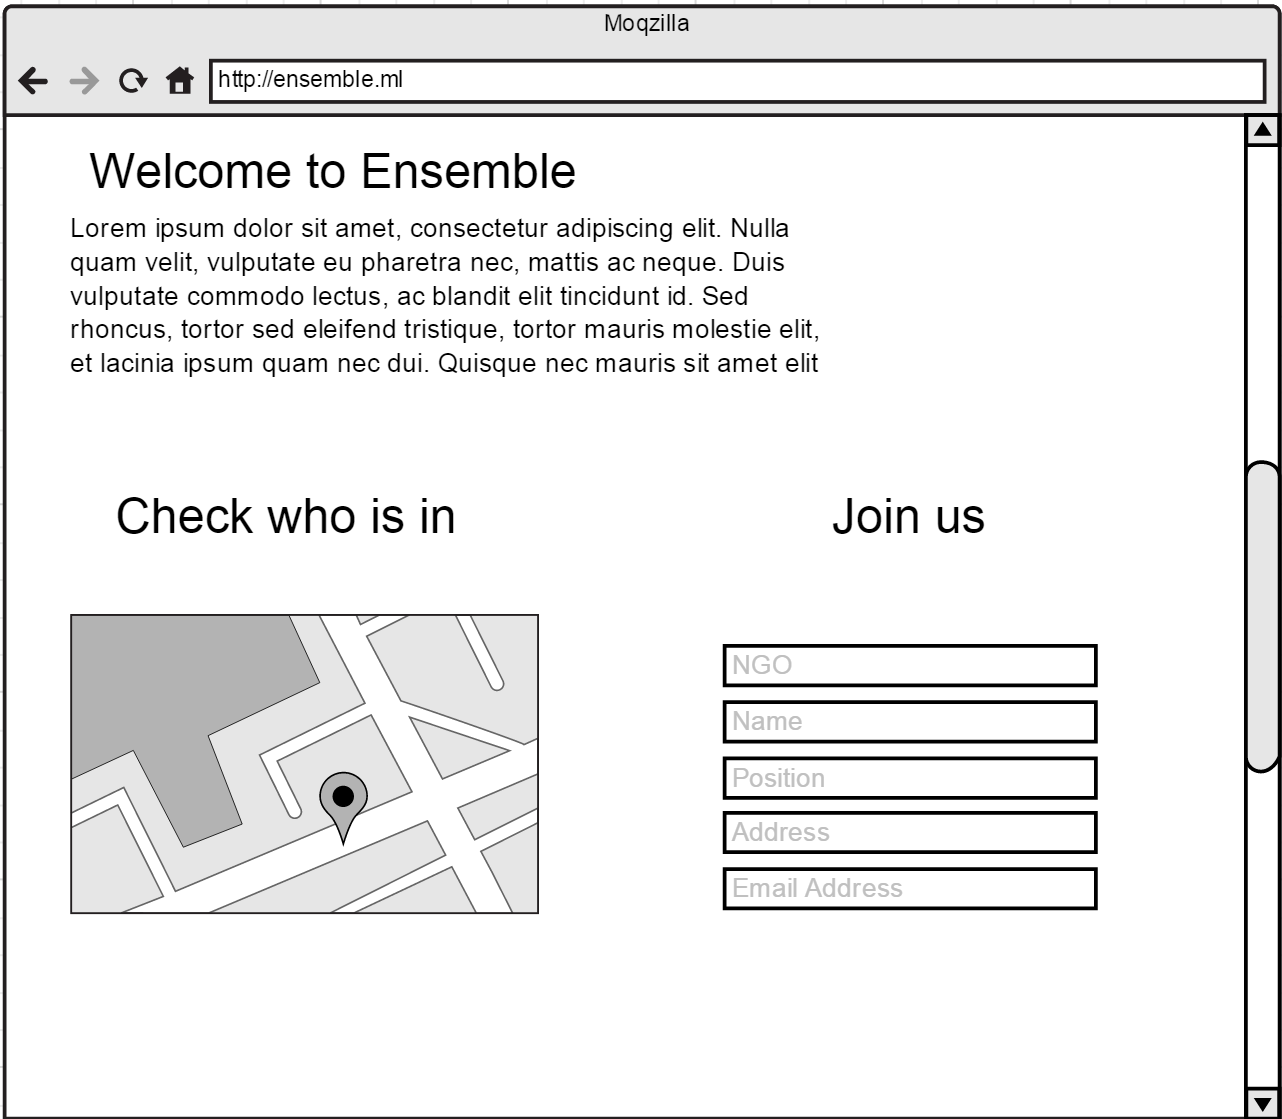 Moqzilla
http://ensemble.ml
Welcome to Ensemble
Lorem ipsum dolor sit amet, consectetur adipiscing elit. Nulla
quam velit, vulputate eu pharetra nec, mattis ac neque. Duis
vulputate commodo lectus, ac blandit elit tincidunt id. Sed
rhoncus, tortor sed eleifend tristique, tortor mauris molestie elit,
et lacinia ipsum quam nec dui. Quisque nec mauris sit amet elit
Check who is in
Join us
NGO
Name
Position
Address
Email Address